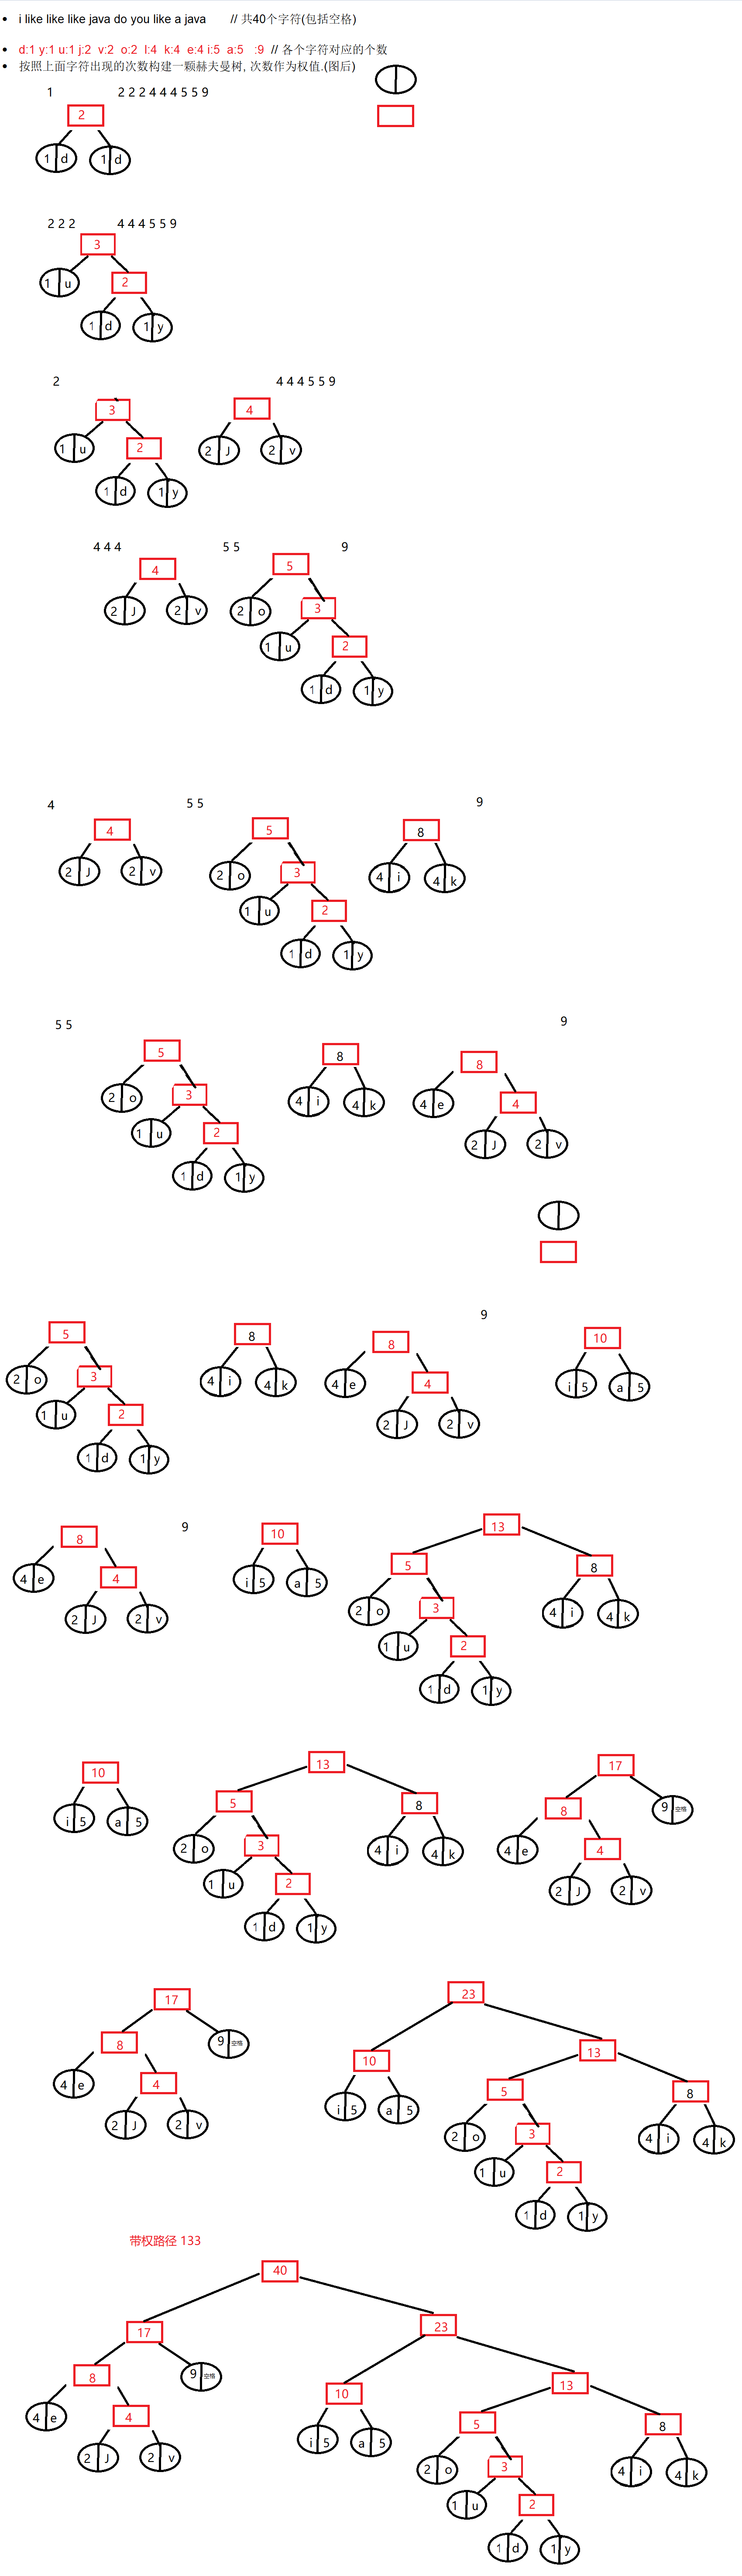 i like like like java do you like a java // 共40个字符(包括空格)
d:1 y:1 u:1 j:2 v:2 o:2 l:4 k:4 e:4 i:5 a:5 :9 // 各个字符对应的个数
按照上面字符出现的次数构建一颗赫夫曼树, 次数作为权值.(图后)
1 2 2 2 4 4 4 5 5 9
2
1 d 1 d
2 2 2 4 4 4 5 5 9
3
1 u 2
1 d 1 y
2 4 4 4 5 5 9
3 4
1 u 2 2 J 2 v
1 d 1 y
4 4 4 5 5 9
4 5
2 J 2 v 2 o 3
1 u 2
1 d 1 y
4 5 5 9
4 5 8
2 J 2 v 2 o 3 4 i 4 k
1 u 2
1 d 1 y
5 5 9
5 8 8
2 o 3 4 i 4 k 4 e 4
1 u 2 2 J 2 v
1 d 1 y
9
5 8 8 10
2 o 3 4 i 4 k 4 e 4 i 5 a 5
1 u 2 2 J 2 v
1 d 1 y
9
8 10 13
4 e 4 i 5 a 5 5 8
2 J 2 v 2 o 3 4 i 4 k
1 u 2
1 d 1 y
10 13 17
i 5 a 5 5 8 8 9 空格
2 o 3 4 i 4 k 4 e 4
1 u 2 2 J 2 v
1 d 1 y
17 23
8 9 空格 10 13
4 e 4 i 5 a 5 5 8
2 J 2 v 2 o 3 4 i 4 k
1 u 2
1 d 1 y
带权路径 133
40
17 23
8 9 空格 10 13
4 e 4 i 5 a 5 5 8
2 J 2 v 2 o 3 4 i 4 k
1 u 2
1 d 1 y